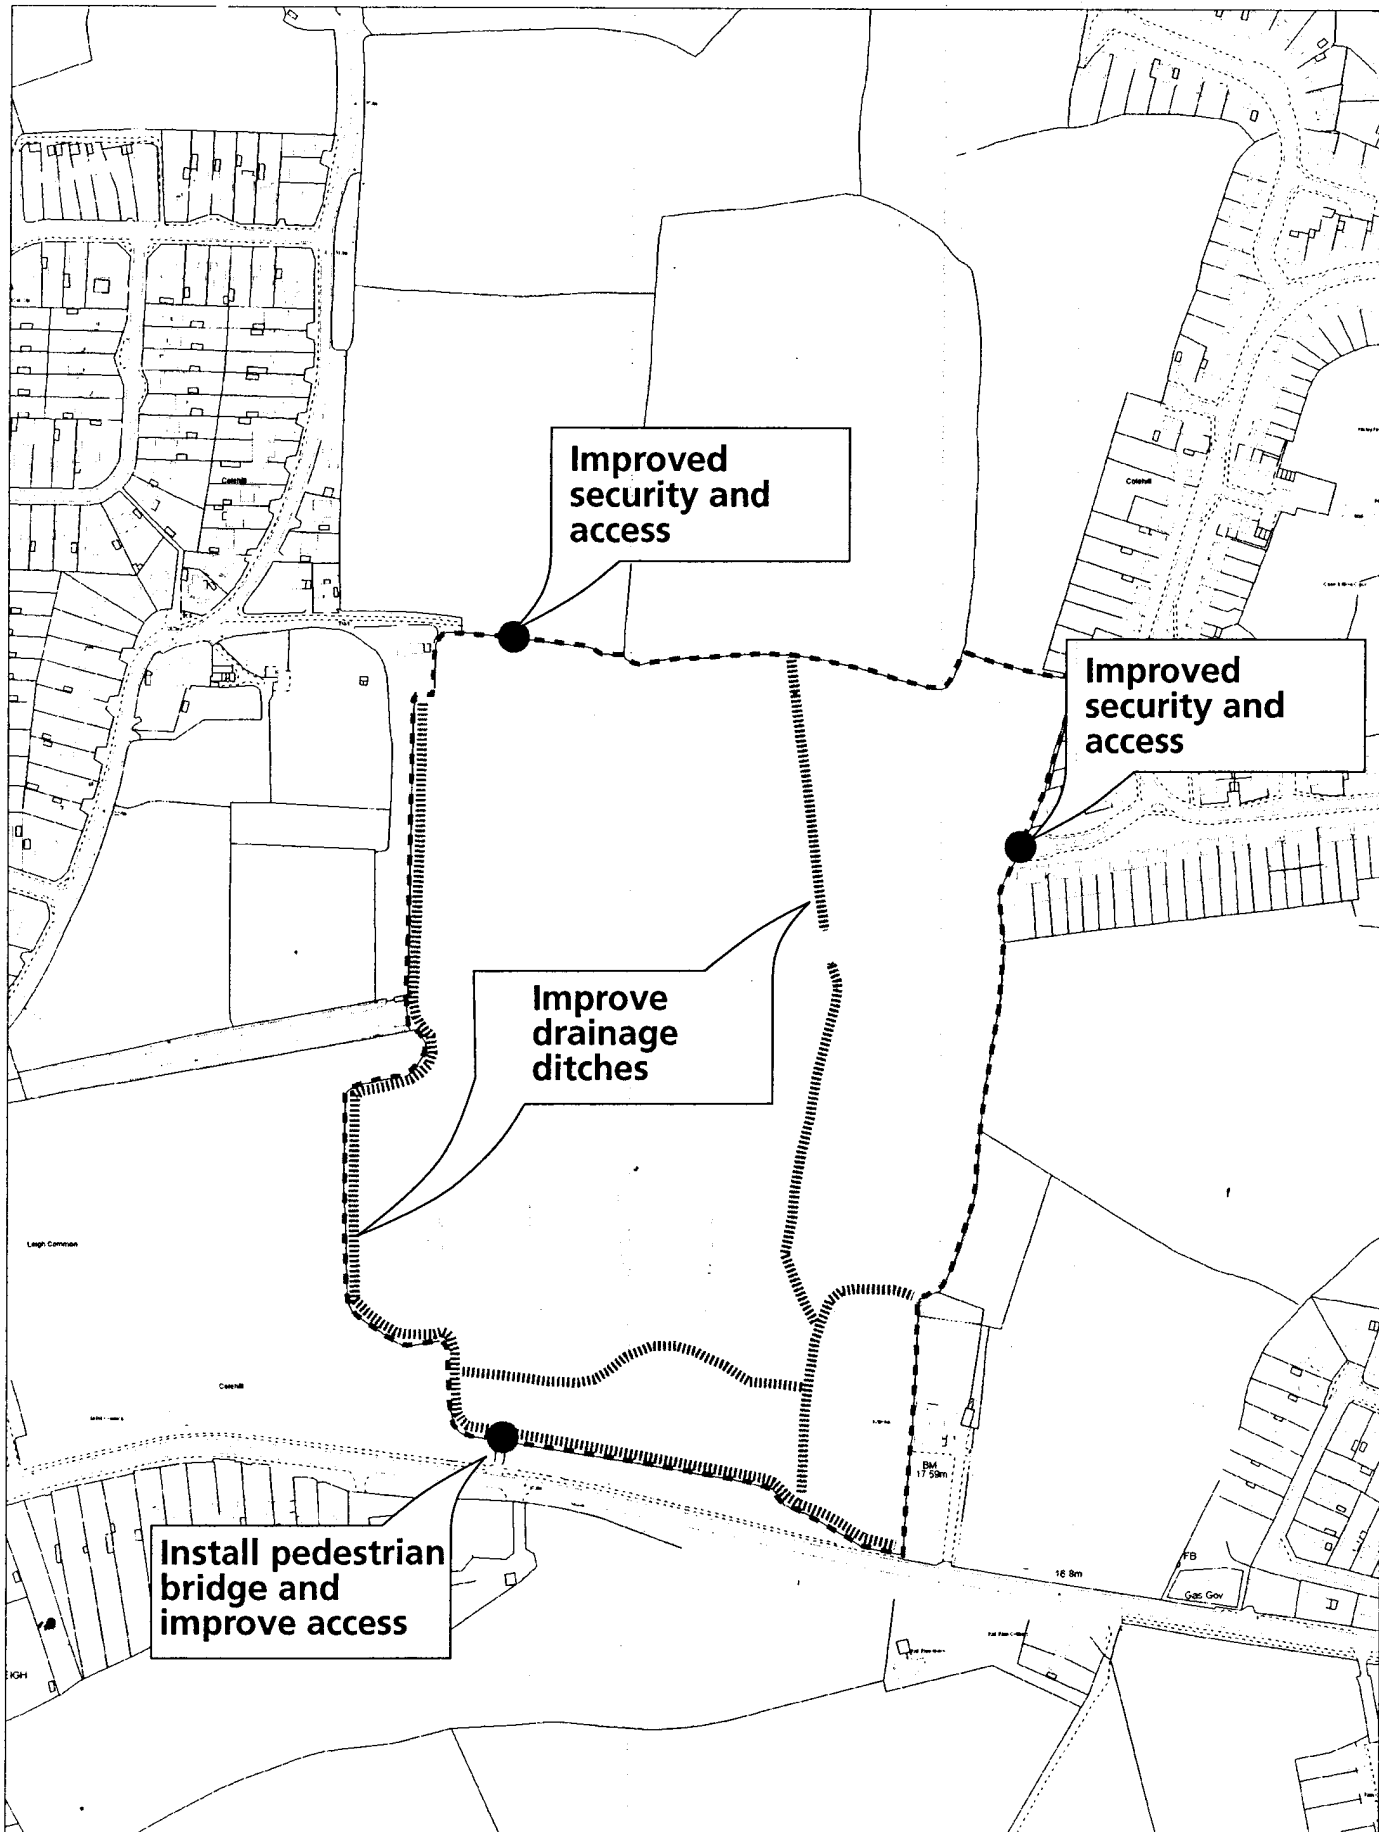 Improved
security and
access
Colehill
Colehill
Improved
security and
access
Improve
drainage
ditches
Leigh Common
Colehill
BM
17.59m
Install pedestrian
bridge and
improve access
16.8m
FB
Gas Gov